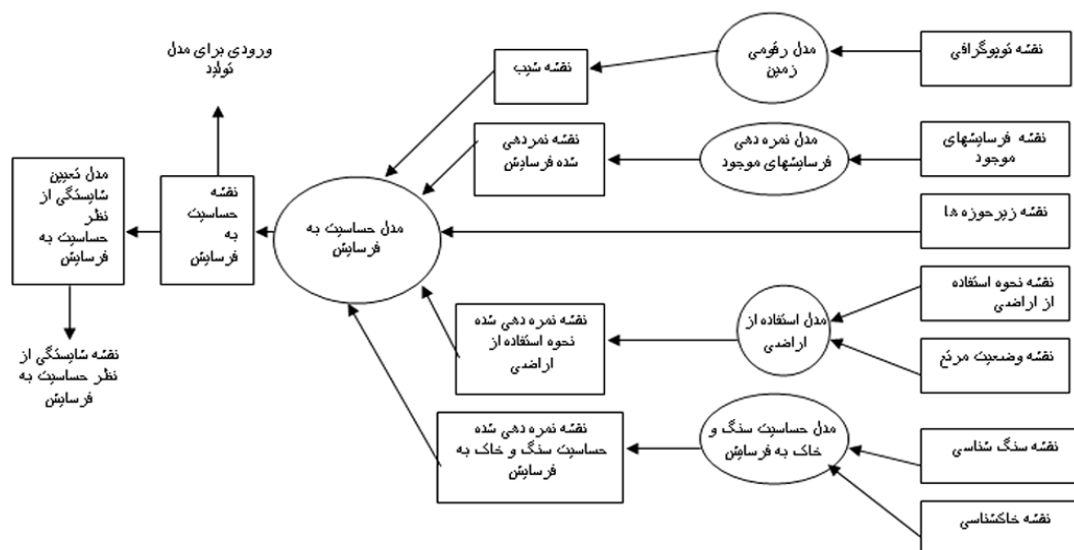 نقشه توپوگرافی
مدل رقومی
زمین
نقشه شیب
ورودی برای مدل
تولید
نقشه فرسایشهای
موجود
مدل نمره دهی
فرسایشهای موجود
نقشه نمردهی
شده فرسایش
نقشه زیرحوزه ها
مدل حساسیت به
فرسایش
نقشه
حساسیت
به
فرسایش
مدل تعیین
شایستگی از
نظر
حساسیت به
فرسایش
نقشه شایستگی از
نظر حساسیت به
فرسایش
نقشه نحوه استفاده
از اراضی
نقشه وضعیت مرتع
مدل استفاده از
اراضی
نقشه نمره دهی شده
نحوه استفاده از
اراضی
نقشه سنگ شناسی
نقشه خاکشناسی
مدل حساسیت سنگ و
خاک به فرسایش
نقشه نمره دهی شده
حساسیت سنگ و خاک به
فرسایش